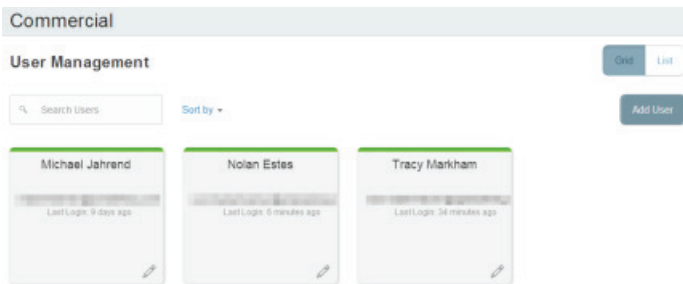 Commercial
User Management
Grid List
Search Users Sort by
Add User
Michael Jahrend Nolan Estes Tracy Markham
Last Login: 9 days ago Last Login: 6 minutes ago Last Login: 34 minutes ago